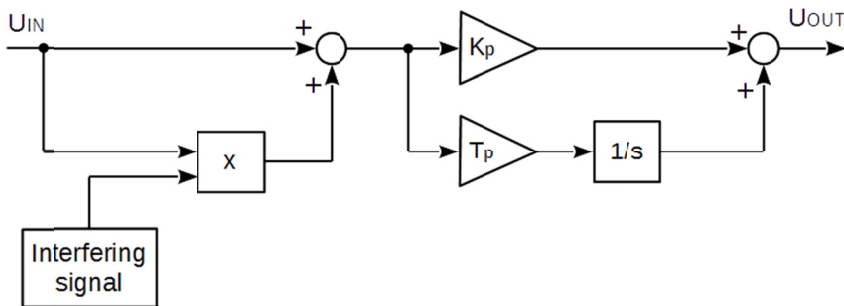 UIN
UOUT
+
+
Kp
+
+
x
Tp
1/s
Interfering
signal